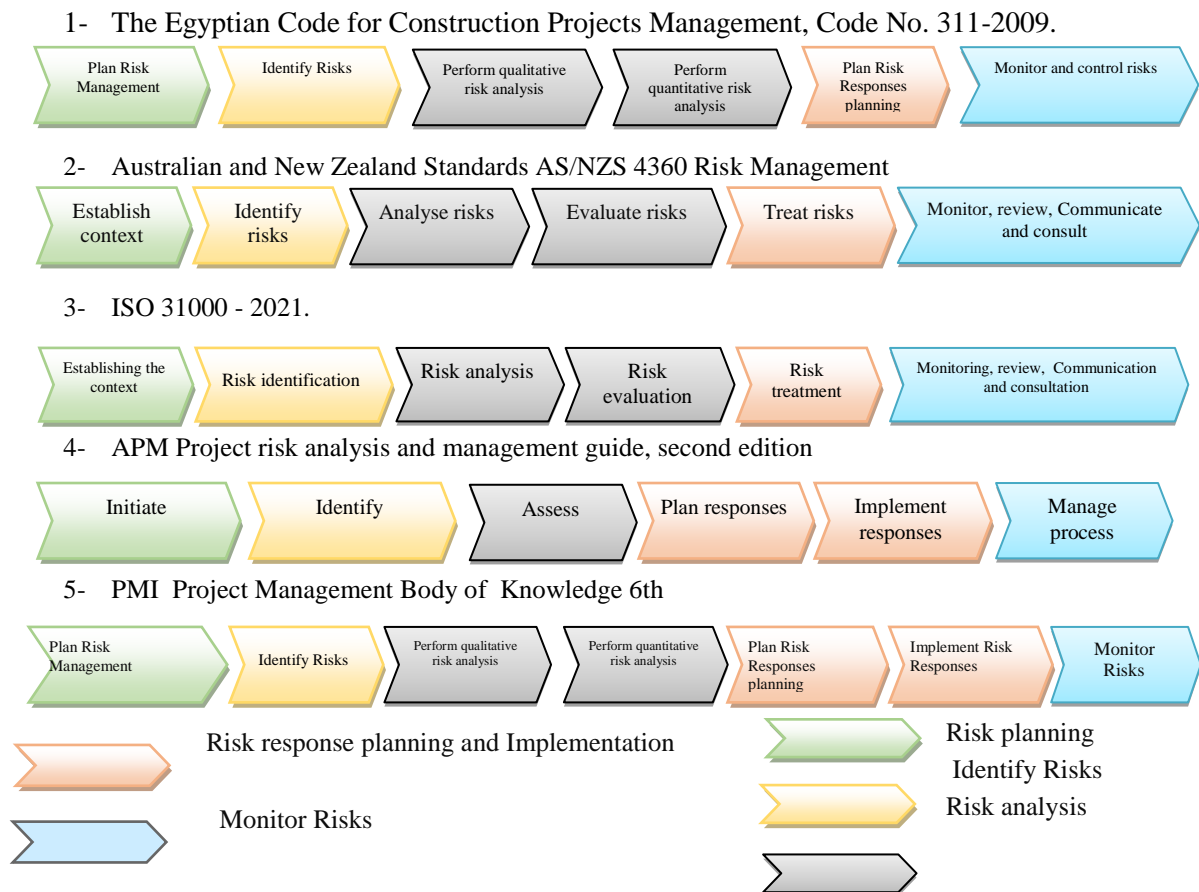 1- The Egyptian Code for Construction Projects Management, Code No. 311-2009.
Plan Risk
Management
Identify Risks
Perform qualitative
risk analysis
Perform
quantitative risk
analysis
Plan Risk
Responses
planning
Monitor and control risks
2- Australian and New Zealand Standards AS/NZS 4360 Risk Management
Establish
context
Identify
risks
Analyse risks
Evaluate risks
Treat risks
Monitor, review, Communicate
and consult
3- ISO 31000 - 2021.
Establishing the
context
Risk identification
Risk analysis
Risk
evaluation
Risk
treatment
Monitoring, review, Communication
and consultation
4- APM Project risk analysis and management guide, second edition
Initiate
Identify
Assess
Plan responses
Implement
responses
Manage
process
5- PMI Project Management Body of Knowledge 6th
Plan Risk
Management
Identify Risks
Perform qualitative
risk analysis
Perform quantitative
risk analysis
Plan Risk
Responses
planning
Implement Risk
Responses
Monitor
Risks
Risk response planning and Implementation
Monitor Risks
Risk planning
Identify Risks
Risk analysis